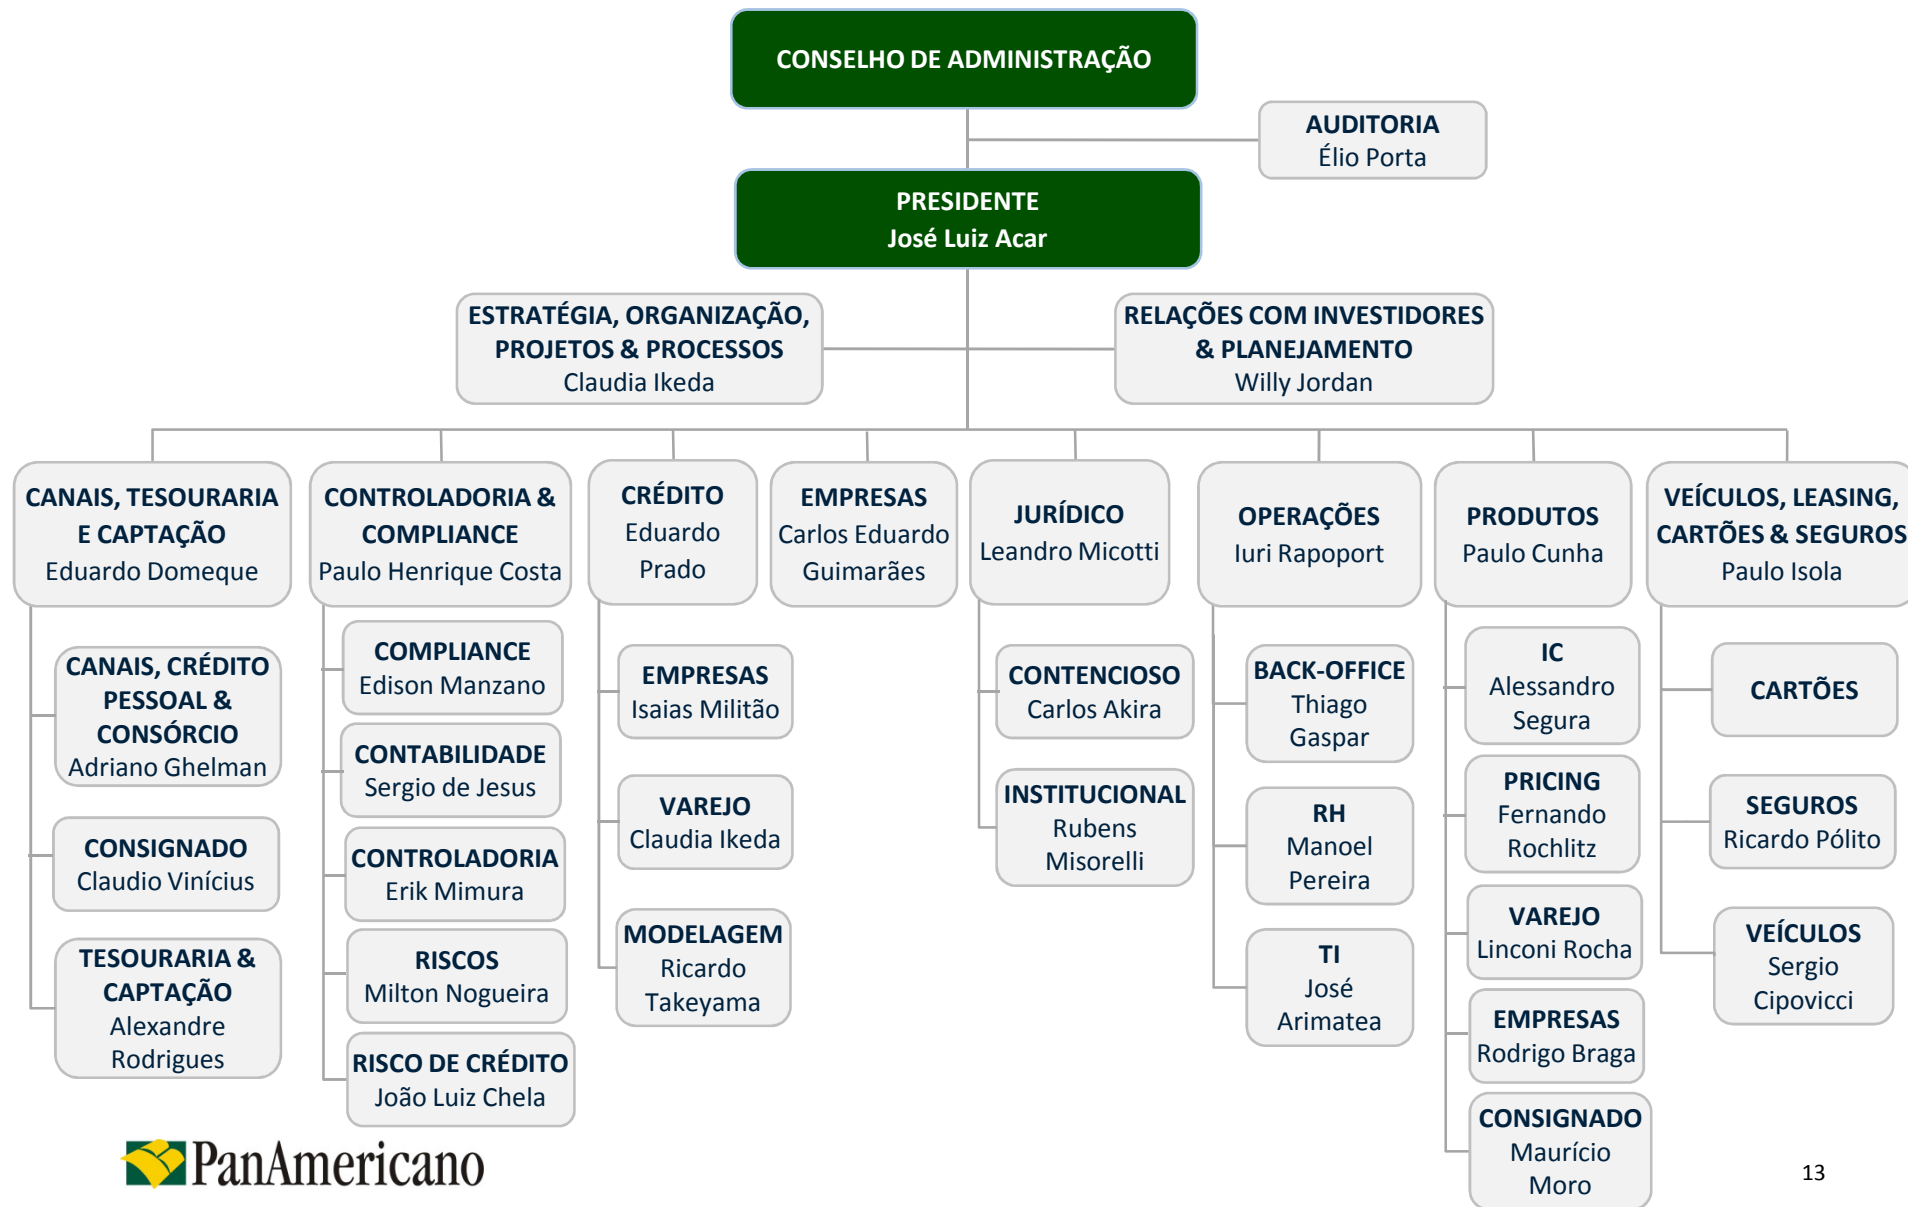 CONSELHO DE ADMINISTRAÇÃO
AUDITORIA
Élio Porta
PRESIDENTE
José Luiz Acar
ESTRATÉGIA, ORGANIZAÇÃO,
PROJETOS & PROCESSOS
Claudia Ikeda
RELAÇÕES COM INVESTIDORES
& PLANEJAMENTO
Willy Jordan
CANAIS, TESOURARIA
E CAPTAÇÃO
Eduardo Domeque
CANAIS, CRÉDITO
PESSOAL &
CONSÓRCIO
Adriano Ghelman
CONSIGNADO
Claudio Vinícius
TESOURARIA &
CAPTAÇÃO
Alexandre
Rodrigues
CONTROLADORIA &
COMPLIANCE
Paulo Henrique Costa
COMPLIANCE
Edison Manzano
CONTABILIDADE
Sergio de Jesus
CONTROLADORIA
Erik Mimura
RISCOS
Milton Nogueira
RISCO DE CRÉDITO
João Luiz Chela
CRÉDITO
Eduardo
Prado
EMPRESAS
Isaias Militão
VAREJO
Claudia Ikeda
MODELAGEM
Ricardo
Takeyama
EMPRESAS
Carlos Eduardo
Guimarães
JURÍDICO
Leandro Micotti
CONTENCIOSO
Carlos Akira
INSTITUCIONAL
Rubens
Misorelli
OPERAÇÕES
Iuri Rapoport
BACK-OFFICE
Thiago
Gaspar
RH
Manoel
Pereira
TI
José
Arimatea
PRODUTOS
Paulo Cunha
IC
Alessandro
Segura
PRICING
Fernando
Rochlitz
VAREJO
Linconi Rocha
EMPRESAS
Rodrigo Braga
CONSIGNADO
Maurício
Moro
VEÍCULOS, LEASING,
CARTÕES & SEGUROS
Paulo Isola
CARTÕES
SEGUROS
Ricardo Pólito
VEÍCULOS
Sergio
Cipovicci
PanAmericano
13